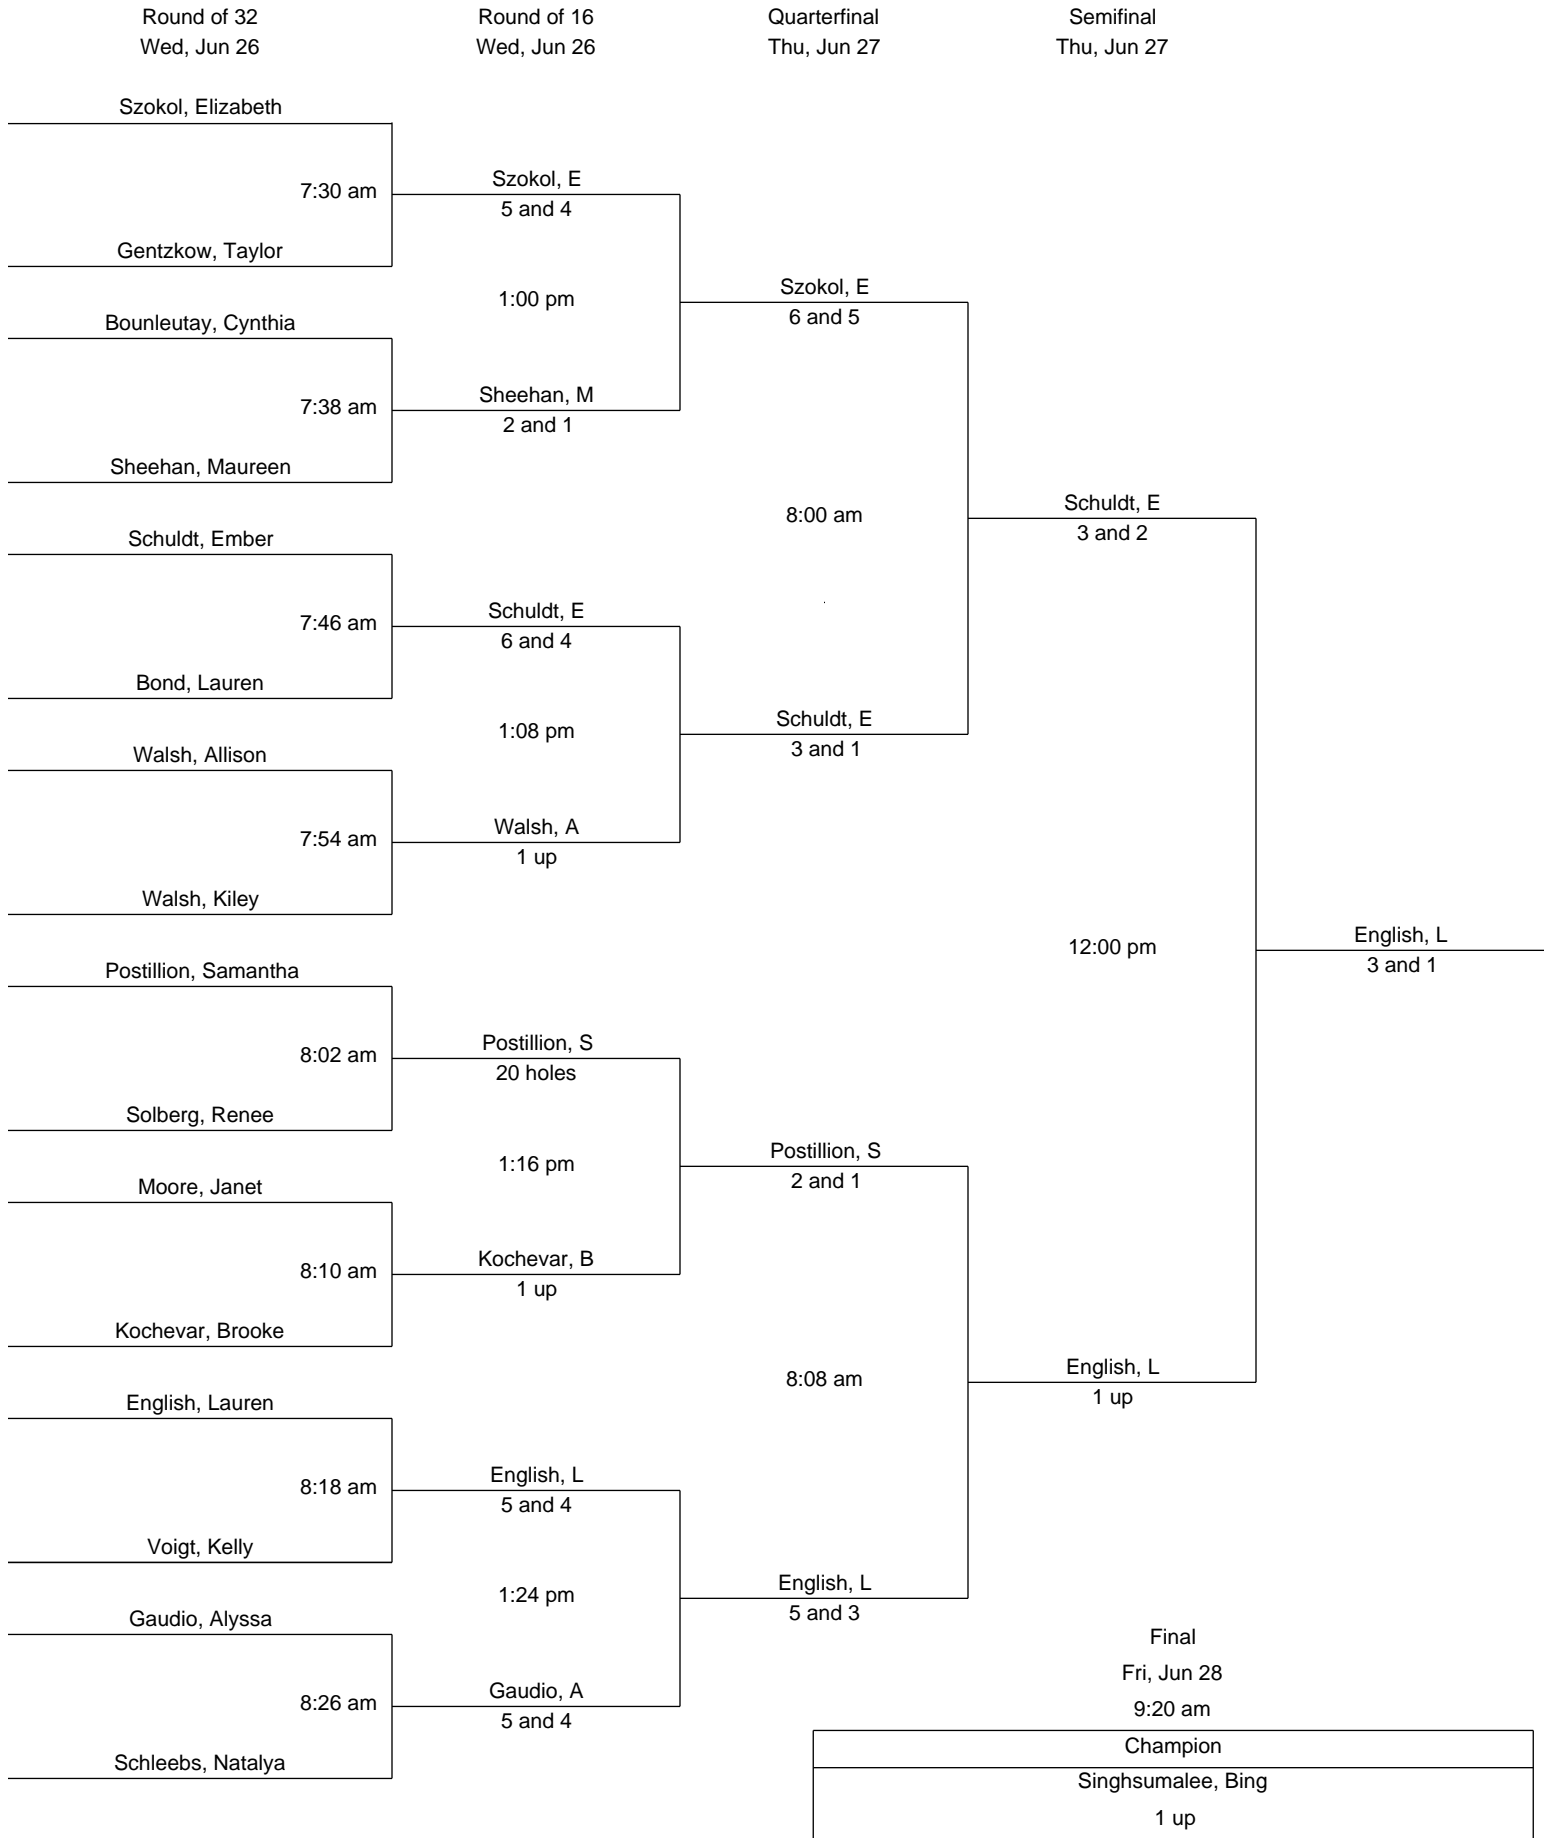 Round of 32
Wed, Jun 26
Round of 16
Wed, Jun 26
Quarterfinal
Thu, Jun 27
Semifinal
Thu, Jun 27
Szokol, Elizabeth
7:30 am
Gentzkow, Taylor
Bounleutay, Cynthia
7:38 am
Sheehan, Maureen
Schuldt, Ember
7:46 am
Bond, Lauren
Walsh, Allison
7:54 am
Walsh, Kiley
Postillion, Samantha
8:02 am
Solberg, Renee
Moore, Janet
8:10 am
Kochevar, Brooke
English, Lauren
8:18 am
Voigt, Kelly
Gaudio, Alyssa
8:26 am
Schleebs, Natalya
Szokol, E
5 and 4
1:00 pm
Sheehan, M
2 and 1
Schuldt, E
6 and 4
1:08 pm
Walsh, A
1 up
Postillion, S
20 holes
1:16 pm
Kochevar, B
1 up
English, L
5 and 4
1:24 pm
Gaudio, A
5 and 4
Szokol, E
6 and 5
8:00 am
Schuldt, E
3 and 1
Postillion, S
2 and 1
8:08 am
English, L
5 and 3
Schuldt, E
3 and 2
12:00 pm
English, L
1 up
English, L
3 and 1
Final
Fri, Jun 28
9:20 am
Champion
Singhsumalee, Bing
1 up